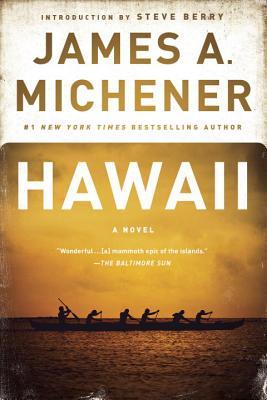 INTRODUCTION BY STEVE BERRY
JAMES A.
MICHENER
#1 NEW YORK TIMES BESTSELLING AUTHOR
HAWAII
A NOVEL
"Wonderful . . . [a] mammoth epic of the islands."
—THE BALTIMORE SUN